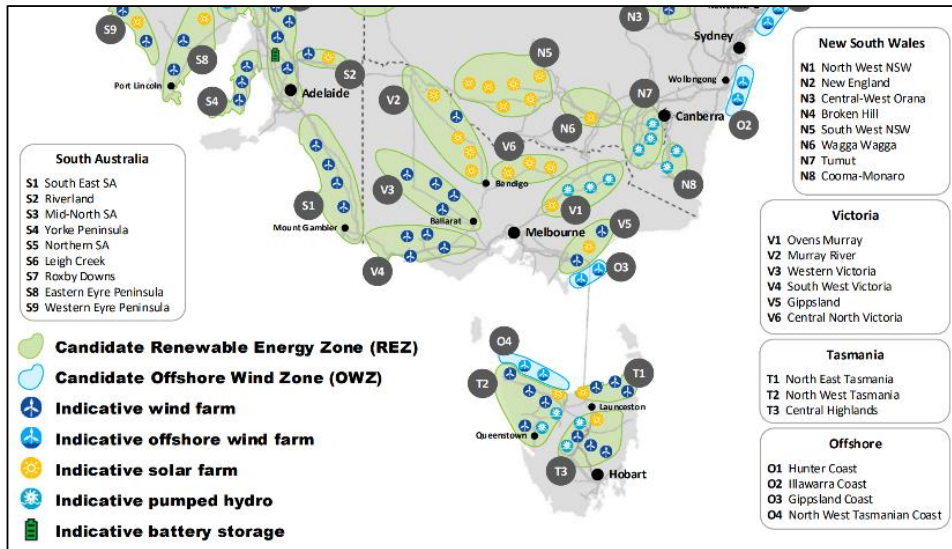 S9
N3
Sydney
S8
N5
Port Lincoln
S2
Wollongong
S4
Adelaide
V2
N7
N6
Canberra
O2
V6
V3
Bendigo
N8
S1
V1
Ballarat
V5
Mount Gambier
Melbourne
V4
O3
O4
T2
T1
Launceston
Queenstown
T3
Hobart
South Australia
S1 South East SA
S2 Riverland
S3 Mid-North SA
S4 Yorke Peninsula
S5 Northern SA
S6 Leigh Creek
S7 Roxby Downs
S8 Eastern Eyre Peninsula
S9 Western Eyre Peninsula
Candidate Renewable Energy Zone (REZ)
Candidate Offshore Wind Zone (OWZ)
Indicative wind farm
Indicative offshore wind farm
Indicative solar farm
Indicative pumped hydro
Indicative battery storage
New South Wales
N1 North West NSW
N2 New England
N3 Central-West Orana
N4 Broken Hill
N5 South West NSW
N6 Wagga Wagga
N7 Tumut
N8 Cooma-Monaro
Victoria
V1 Ovens Murray
V2 Murray River
V3 Western Victoria
V4 South West Victoria
V5 Gippsland
V6 Central North Victoria
Tasmania
T1 North East Tasmania
T2 North West Tasmania
T3 Central Highlands
Offshore
O1 Hunter Coast
O2 Illawarra Coast
O3 Gippsland Coast
O4 North West Tasmanian Coast